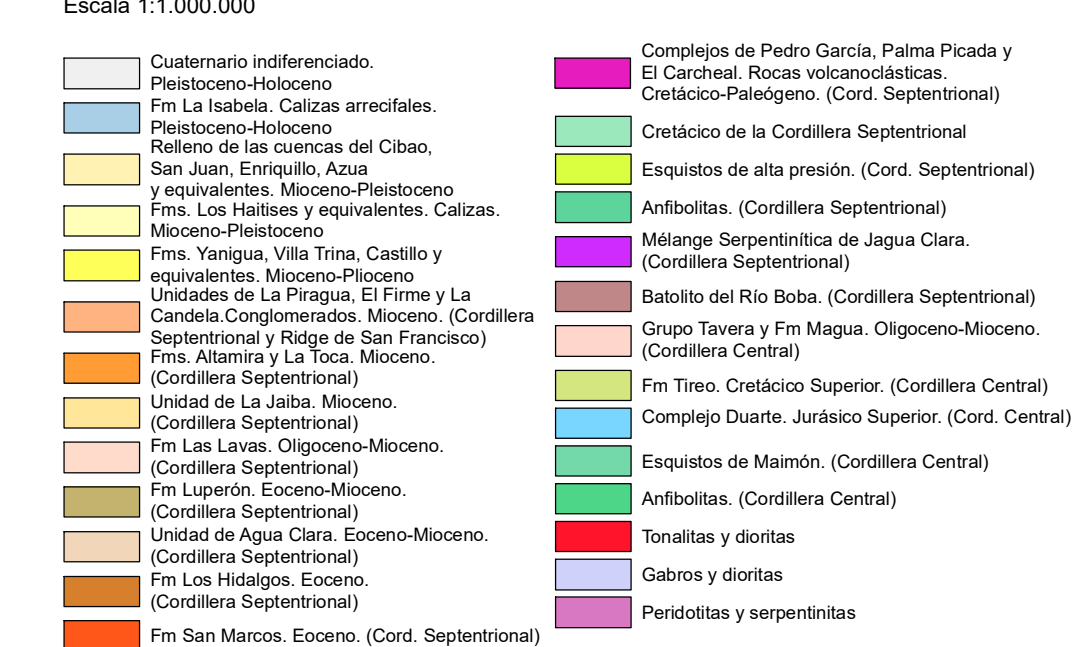 Escala 1:1.000.000
Cuaternario indiferenciado.
Pleistoceno-Holoceno
Fm La Isabela. Calizas arrecifales.
Pleistoceno-Holoceno
Relleno de las cuencas del Cibao,
San Juan, Enriquillo, Azua
y equivalentes. Mioceno-Pleistoceno
Fms. Los Haitises y equivalentes. Calizas.
Mioceno-Pleistoceno
Fms. Yanigua, Villa Trina, Castillo y
equivalentes. Mioceno-Plioceno
Unidades de La Piragua, El Firme y La
Candela.Conglomerados. Mioceno. (Cordillera
Septentrional y Ridge de San Francisco)
Fms. Altamira y La Toca. Mioceno.
(Cordillera Septentrional)
Unidad de La Jaiba. Mioceno.
(Cordillera Septentrional)
Fm Las Lavas. Oligoceno-Mioceno.
(Cordillera Septentrional)
Fm Luperón. Eoceno-Mioceno.
(Cordillera Septentrional)
Unidad de Agua Clara. Eoceno-Mioceno.
(Cordillera Septentrional)
Fm Los Hidalgos. Eoceno.
(Cordillera Septentrional)
Fm San Marcos. Eoceno. (Cord. Septentrional)
Complejos de Pedro García, Palma Picada y
El Carcheal. Rocas volcanoclásticas.
Cretácico-Paleógeno. (Cord. Septentrional)
Cretácico de la Cordillera Septentrional
Esquistos de alta presión. (Cord. Septentrional)
Anfibolitas. (Cordillera Septentrional)
Mélange Serpentinítica de Jagua Clara.
(Cordillera Septentrional)
Batolito del Río Boba. (Cordillera Septentrional)
Grupo Tavera y Fm Magua. Oligoceno-Mioceno.
(Cordillera Central)
Fm Tireo. Cretácico Superior. (Cordillera Central)
Complejo Duarte. Jurásico Superior. (Cord. Central)
Esquistos de Maimón. (Cordillera Central)
Anfibolitas. (Cordillera Central)
Tonalitas y dioritas
Gabros y dioritas
Peridotitas y serpentinitas